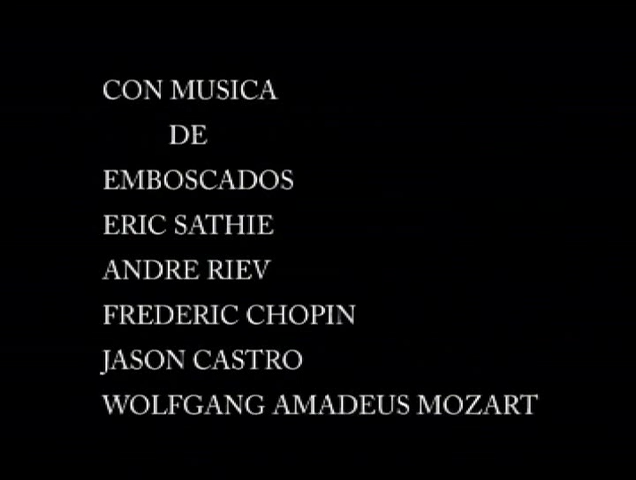 CON MUSICA
DE
EMBOSCADOS
ERIC SATHIE
ANDRE RIEV
FREDERIC CHOPIN
JASON CASTRO
WOLFGANG AMADEUS MOZART